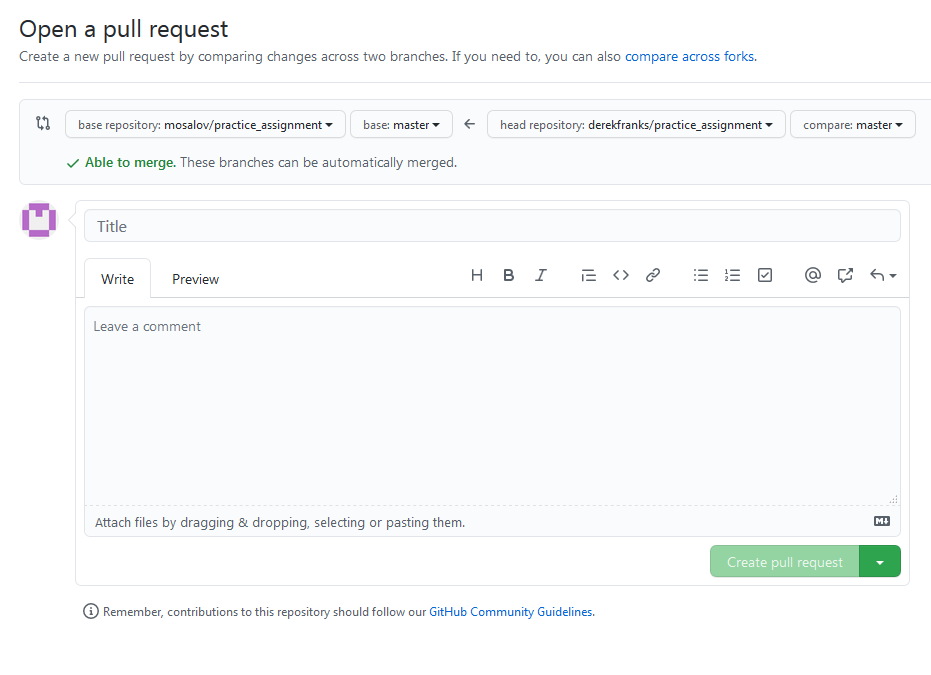 Open a pull request
Create a new pull request by comparing changes across two branches. If you need to, you can also compare across forks.
base repository: mosalov/practice_assignment base: master head repository: derekfranks/practice_assignment compare: master
Able to merge. These branches can be automatically merged.
Title
Write Preview
Leave a comment
Attach files by dragging & dropping, selecting or pasting them.
Create pull request
Remember, contributions to this repository should follow our GitHub Community Guidelines.